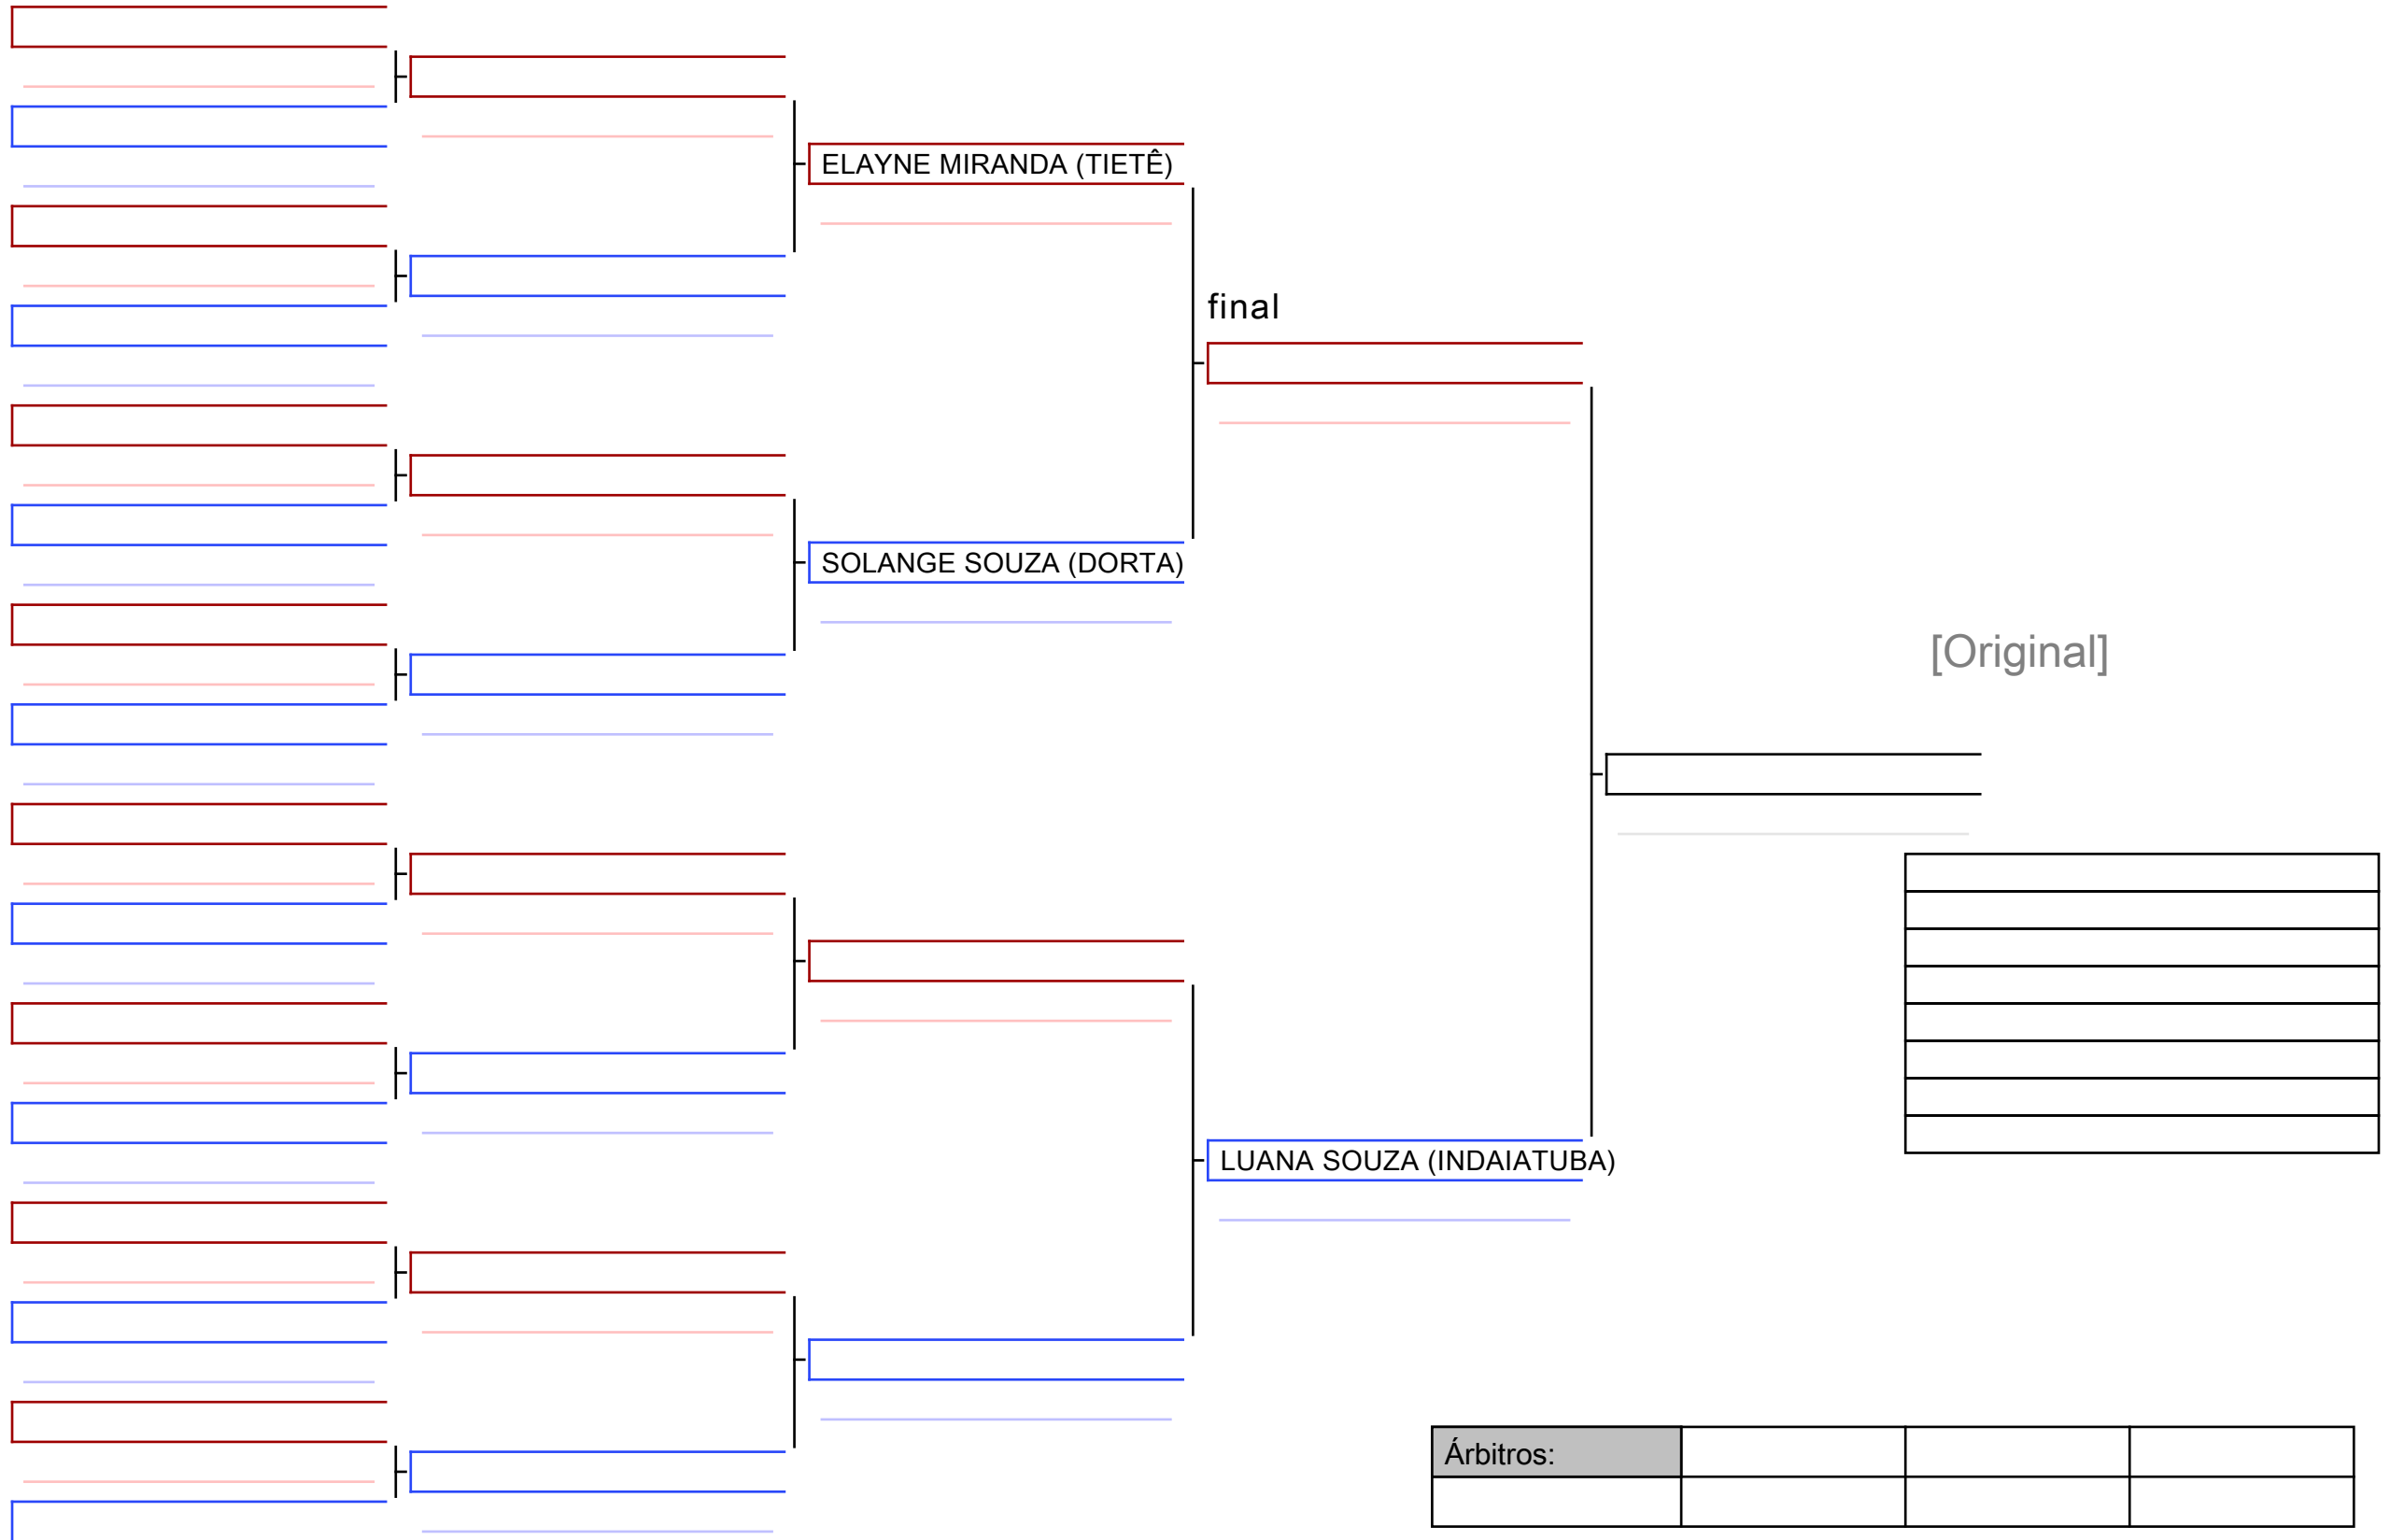 ELAYNE MIRANDA (TIETÊ)
final
SOLANGE SOUZA (DORTA)
[Original]
LUANA SOUZA (INDAIATUBA)
Árbitros: